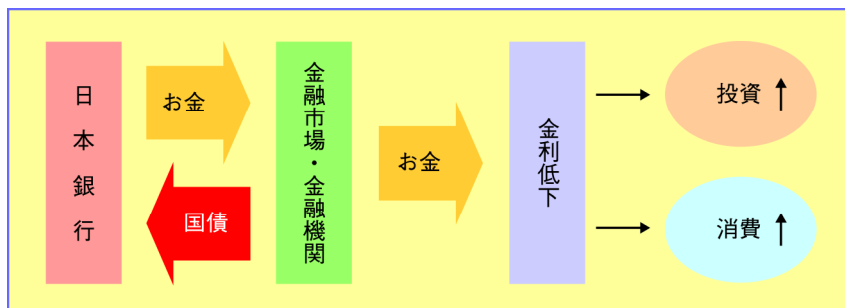 日本銀行
お金
国債
金融市場・金融機関
お金
金利低下
投資↑
消費↑